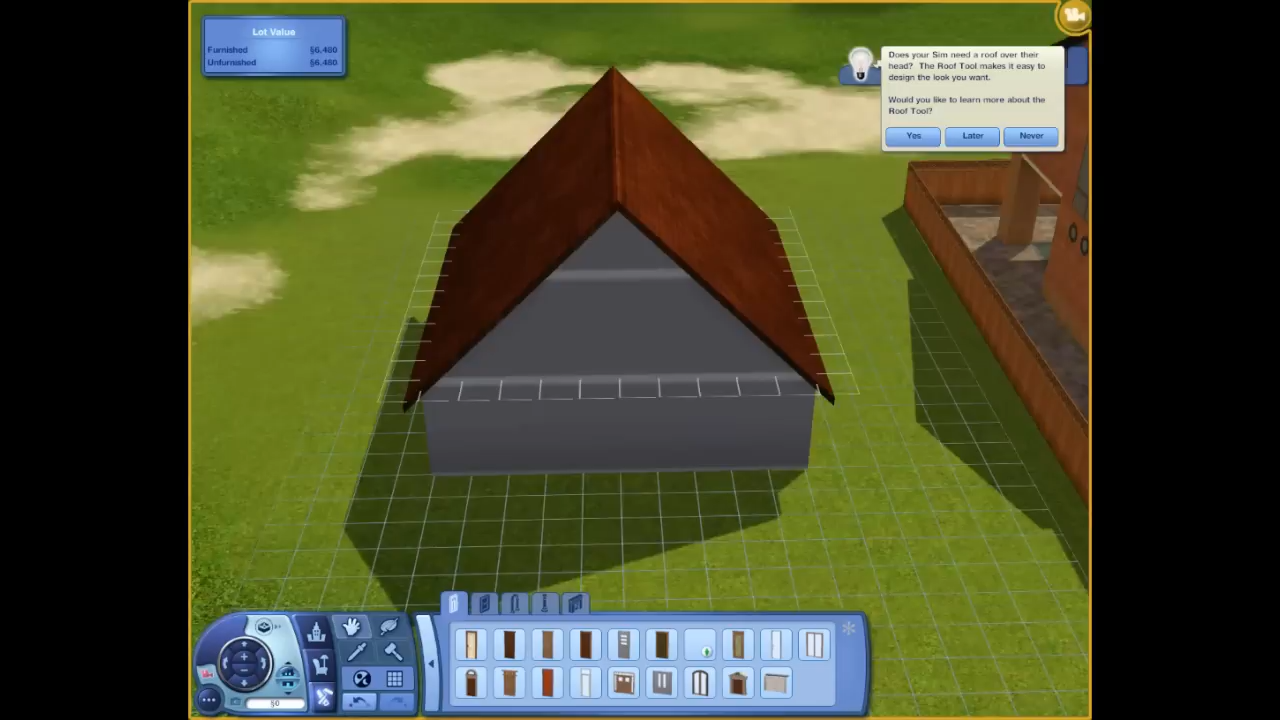 Lot Value
Furnished §6,480
Unfurnished §6,480
Does your Sim need a roof over their
head? The Roof Tool makes it easy to
design the look you want.
Would you like to learn more about the
Roof Tool?
Yes Later Never
§0